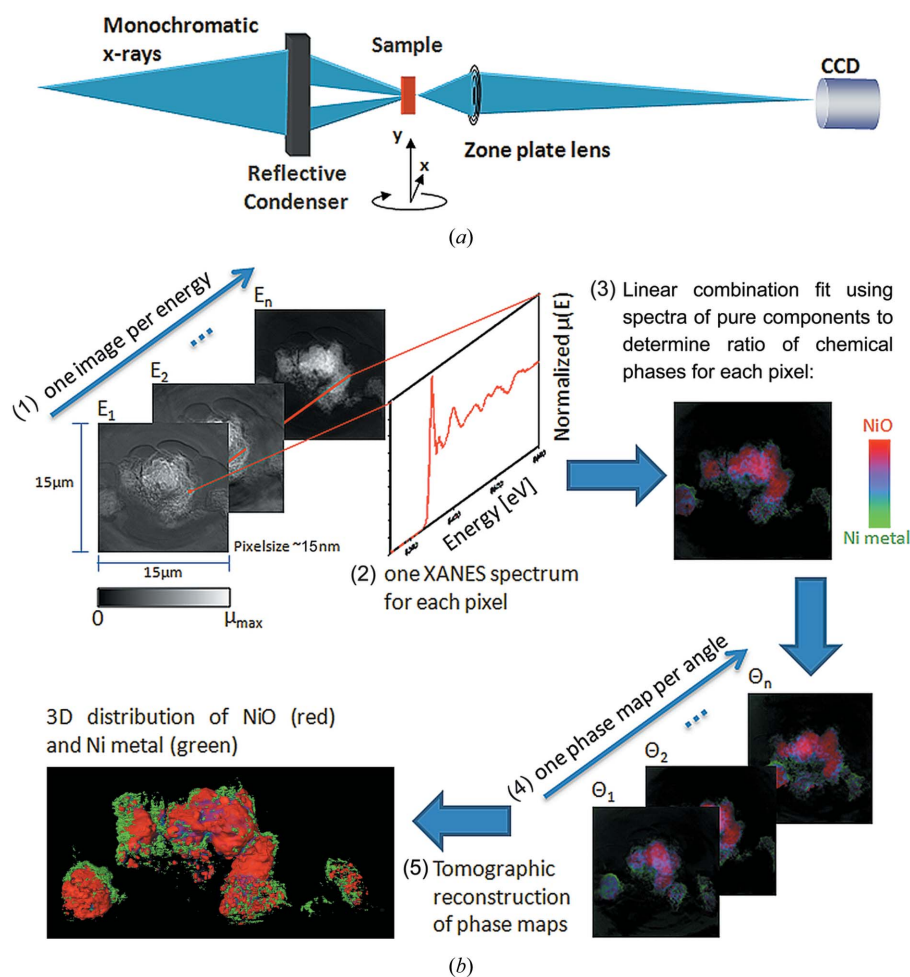 Monochromatic
x-rays
Sample
CCD
y
x
Reflective
Condenser
Zone plate lens
(a)
(1) one image per energy
E1
E2
En
...
15µm
15µm
Pixelsize ~15nm
0
µmax
Normalized µ(E)
Energy [eV]
(2) one XANES spectrum
for each pixel
(3) Linear combination fit using
spectra of pure components to
determine ratio of chemical
phases for each pixel:
NiO
Ni metal
(4) one phase map per angle
Θ1
Θ2
Θn
...
(5) Tomographic
reconstruction
of phase maps
3D distribution of NiO (red)
and Ni metal (green)
(b)